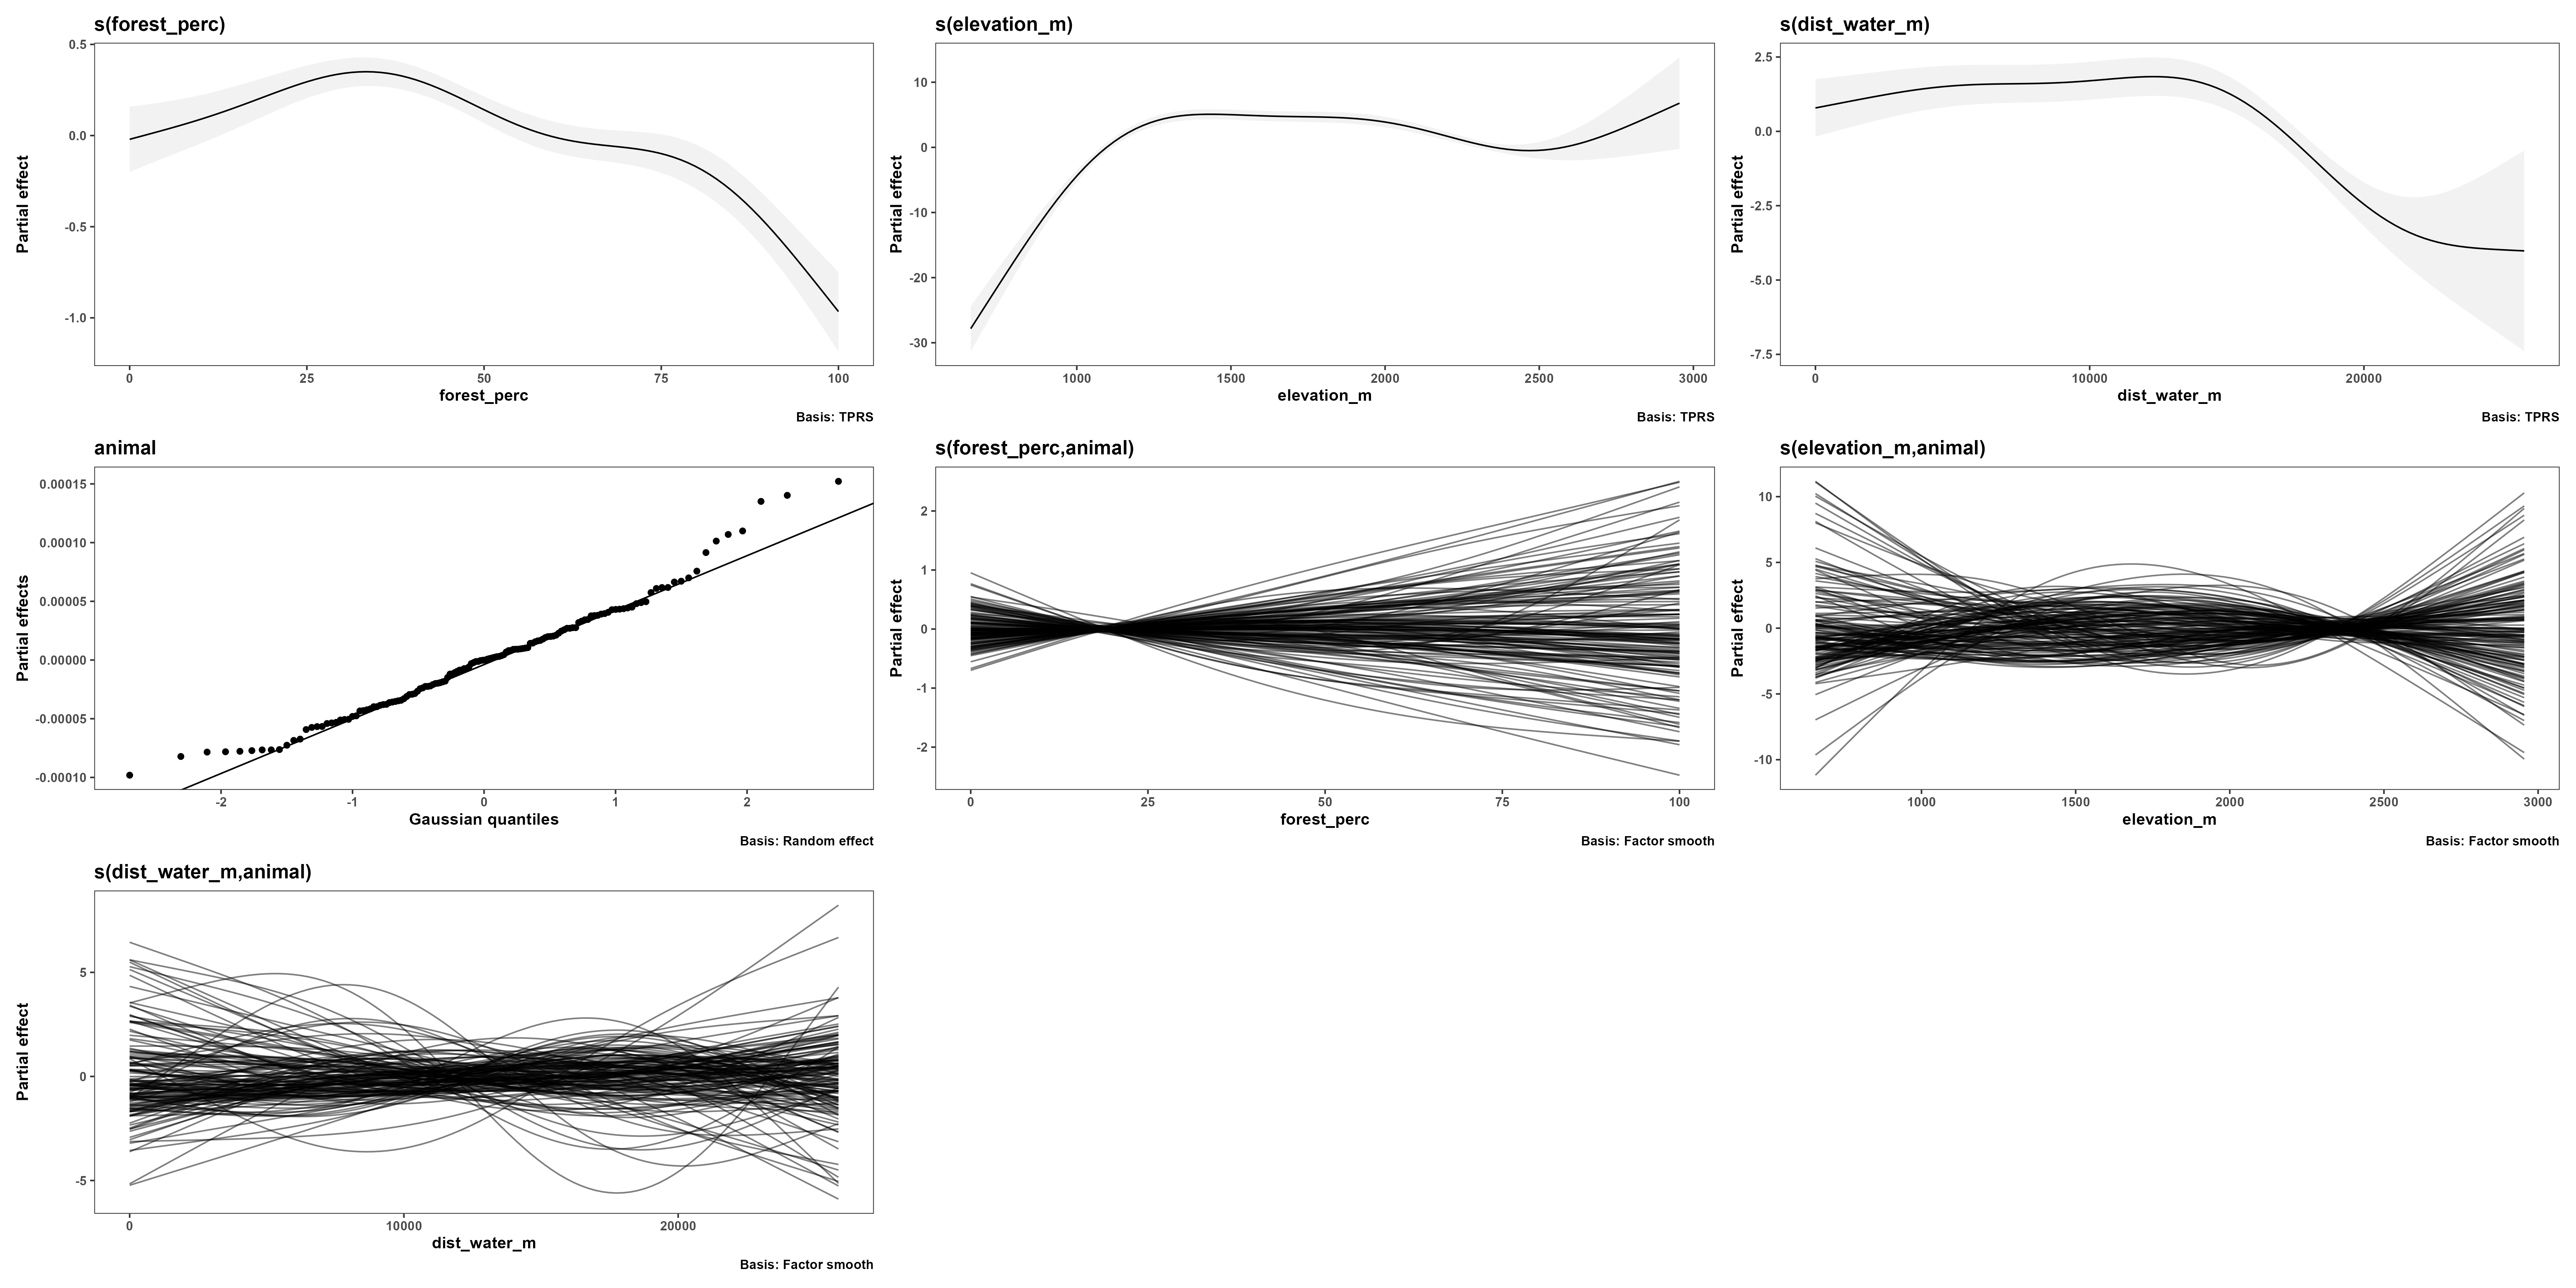 s(forest_perc)
0.5
0.0
-0.5
-1.0
Partial effect
0 25 50 75 100
forest_perc
Basis: TPRS
s(elevation_m)
10
0
-10
-20
-30
Partial effect
1000 1500 2000 2500 3000
elevation_m
Basis: TPRS
s(dist_water_m)
2.5
0.0
-2.5
-5.0
-7.5
Partial effect
0 10000 20000
dist_water_m
Basis: TPRS
animal
0.00015
0.00010
0.00005
0.00000
-0.00005
-0.00010
Partial effects
-2 -1 0 1 2
Gaussian quantiles
Basis: Random effect
s(forest_perc,animal)
2
1
0
-1
-2
Partial effect
0 25 50 75 100
forest_perc
Basis: Factor smooth
s(elevation_m,animal)
10
5
0
-5
-10
Partial effect
1000 1500 2000 2500 3000
elevation_m
Basis: Factor smooth
s(dist_water_m,animal)
5
0
-5
Partial effect
0 10000 20000
dist_water_m
Basis: Factor smooth